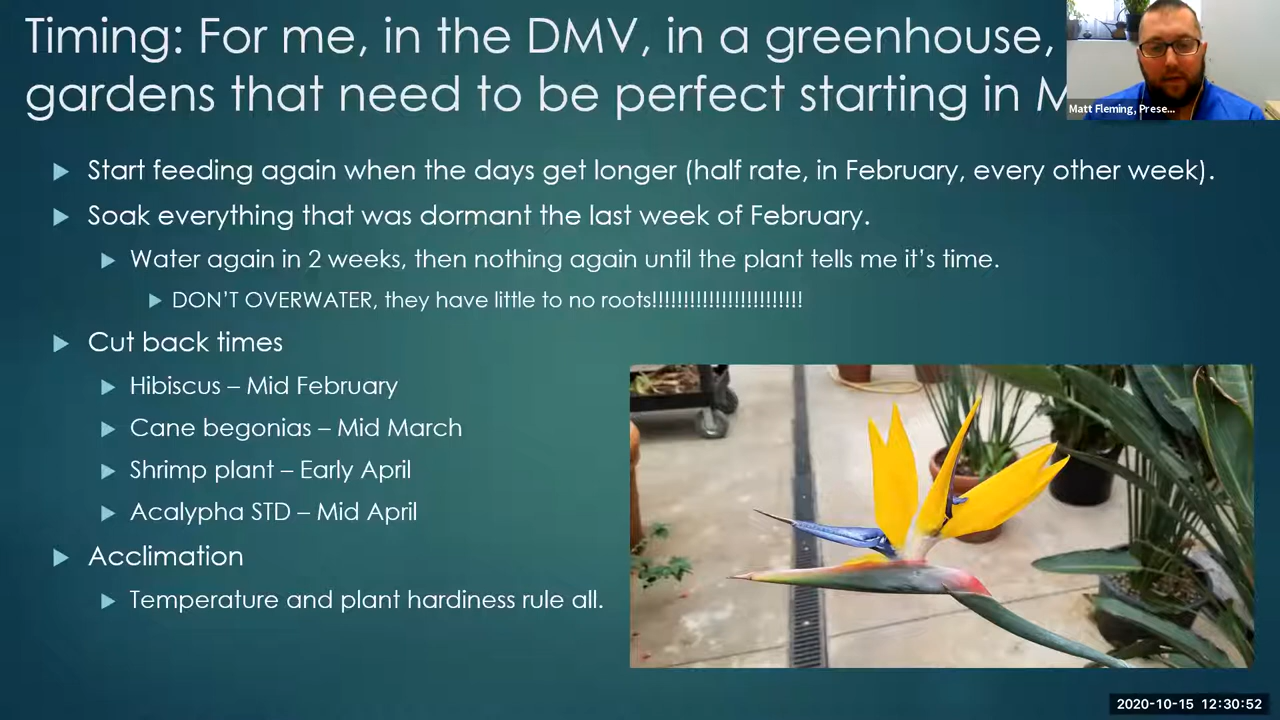 Timing: For me, in the DMV, in a greenhouse,
gardens that need to be perfect starting in
Matt Fleming, Prese...
Start feeding again when the days get longer (half rate, in February, every other week).
Soak everything that was dormant the last week of February.
Water again in 2 weeks, then nothing again until the plant tells me it's time.
DON'T OVERWATER, they have little to no roots!!!!!!!!!!!!!!!!!!!!!!!!
Cut back times
Hibiscus – Mid February
Cane begonias – Mid March
Shrimp plant – Early April
Acalypha STD – Mid April
Acclimation
Temperature and plant hardiness rule all.
2020-10-15 12:30:52